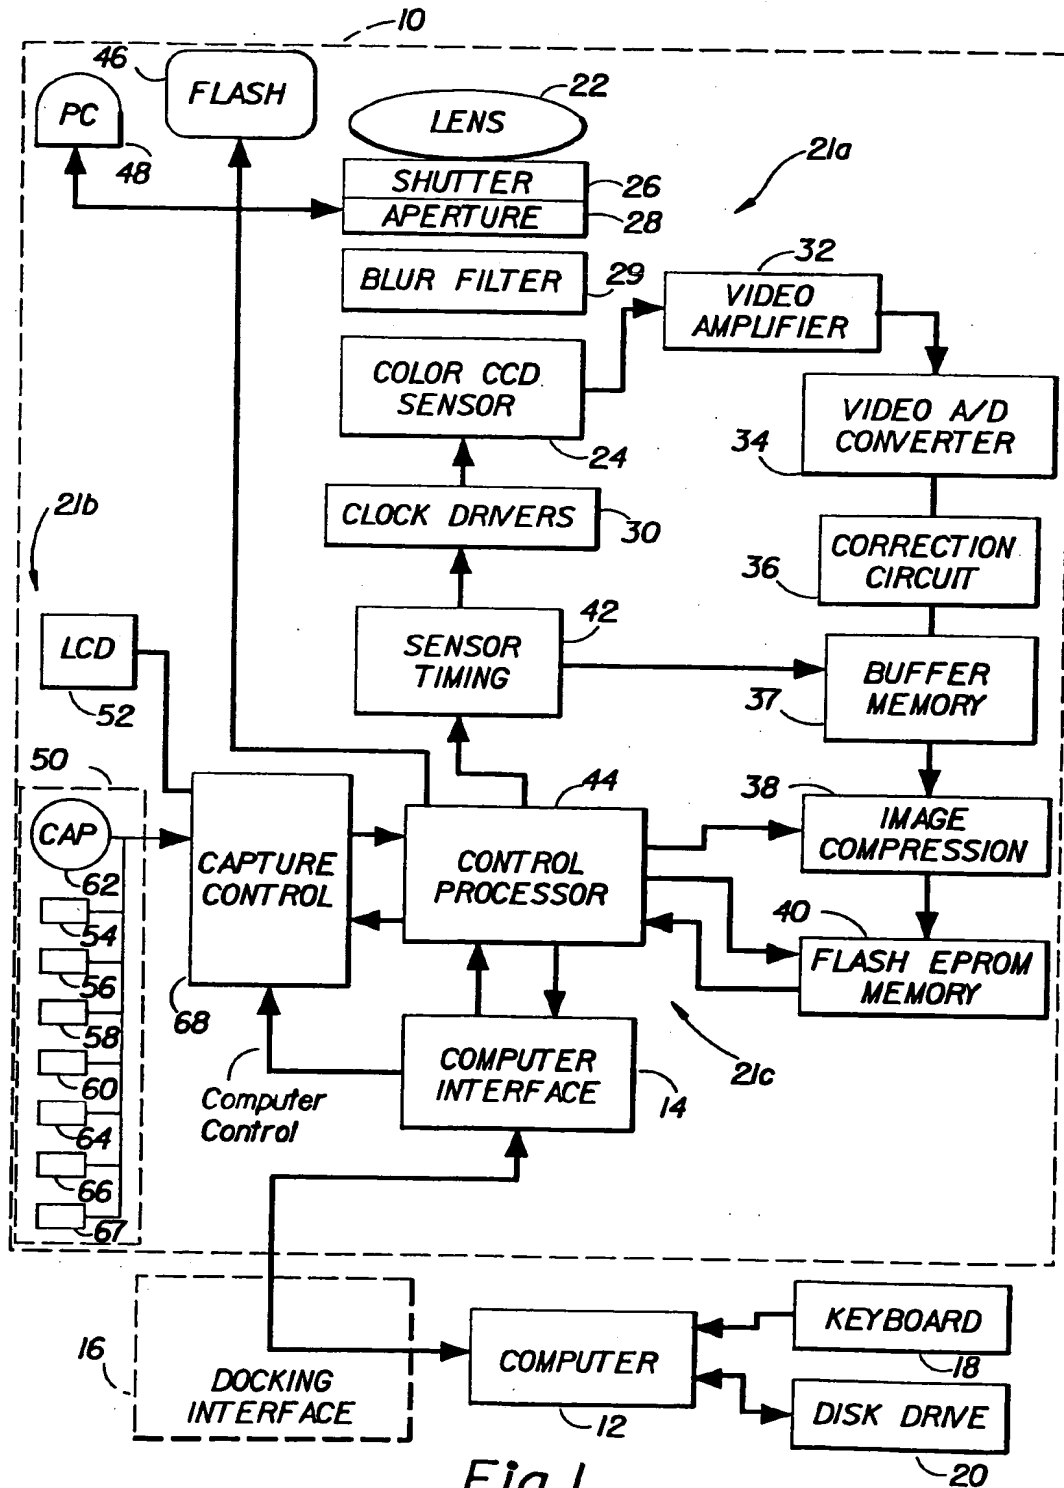 10
46
FLASH
PC
48
22
LENS
21a
SHUTTER
26
APERTURE
28
BLUR FILTER
29
32
VIDEO
AMPLIFIER
COLOR CCD
SENSOR
24
VIDEO A/D
CONVERTER
34
21b
CLOCK DRIVERS
30
CORRECTION
CIRCUIT
36
LCD
52
SENSOR
TIMING
42
BUFFER
MEMORY
37
50
CAP
62
54
56
58
60
64
66
67
CAPTURE
CONTROL
68
44
CONTROL
PROCESSOR
38
IMAGE
COMPRESSION
40
FLASH EPROM
MEMORY
21c
COMPUTER
INTERFACE
14
Computer
Control
16
DOCKING
INTERFACE
COMPUTER
12
KEYBOARD
18
DISK DRIVE
20
Fig.1